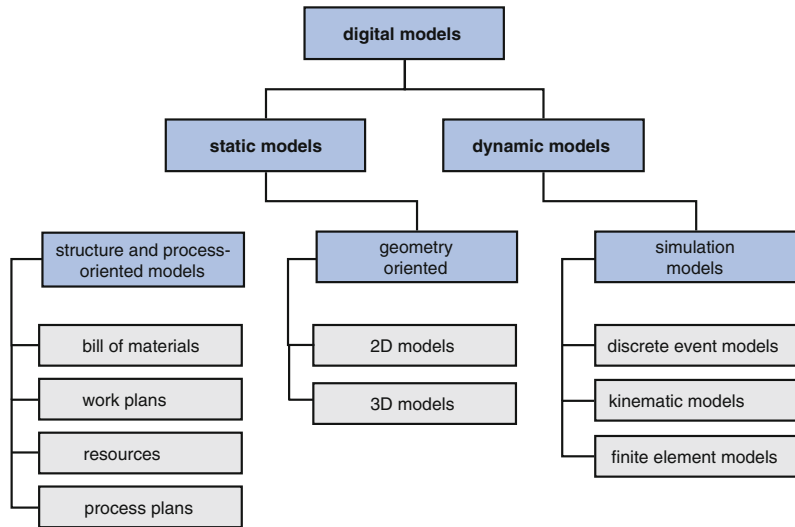 digital models
static models
dynamic models
structure and process-
oriented models
bill of materials
work plans
resources
process plans
geometry
oriented
2D models
3D models
simulation
models
discrete event models
kinematic models
finite element models